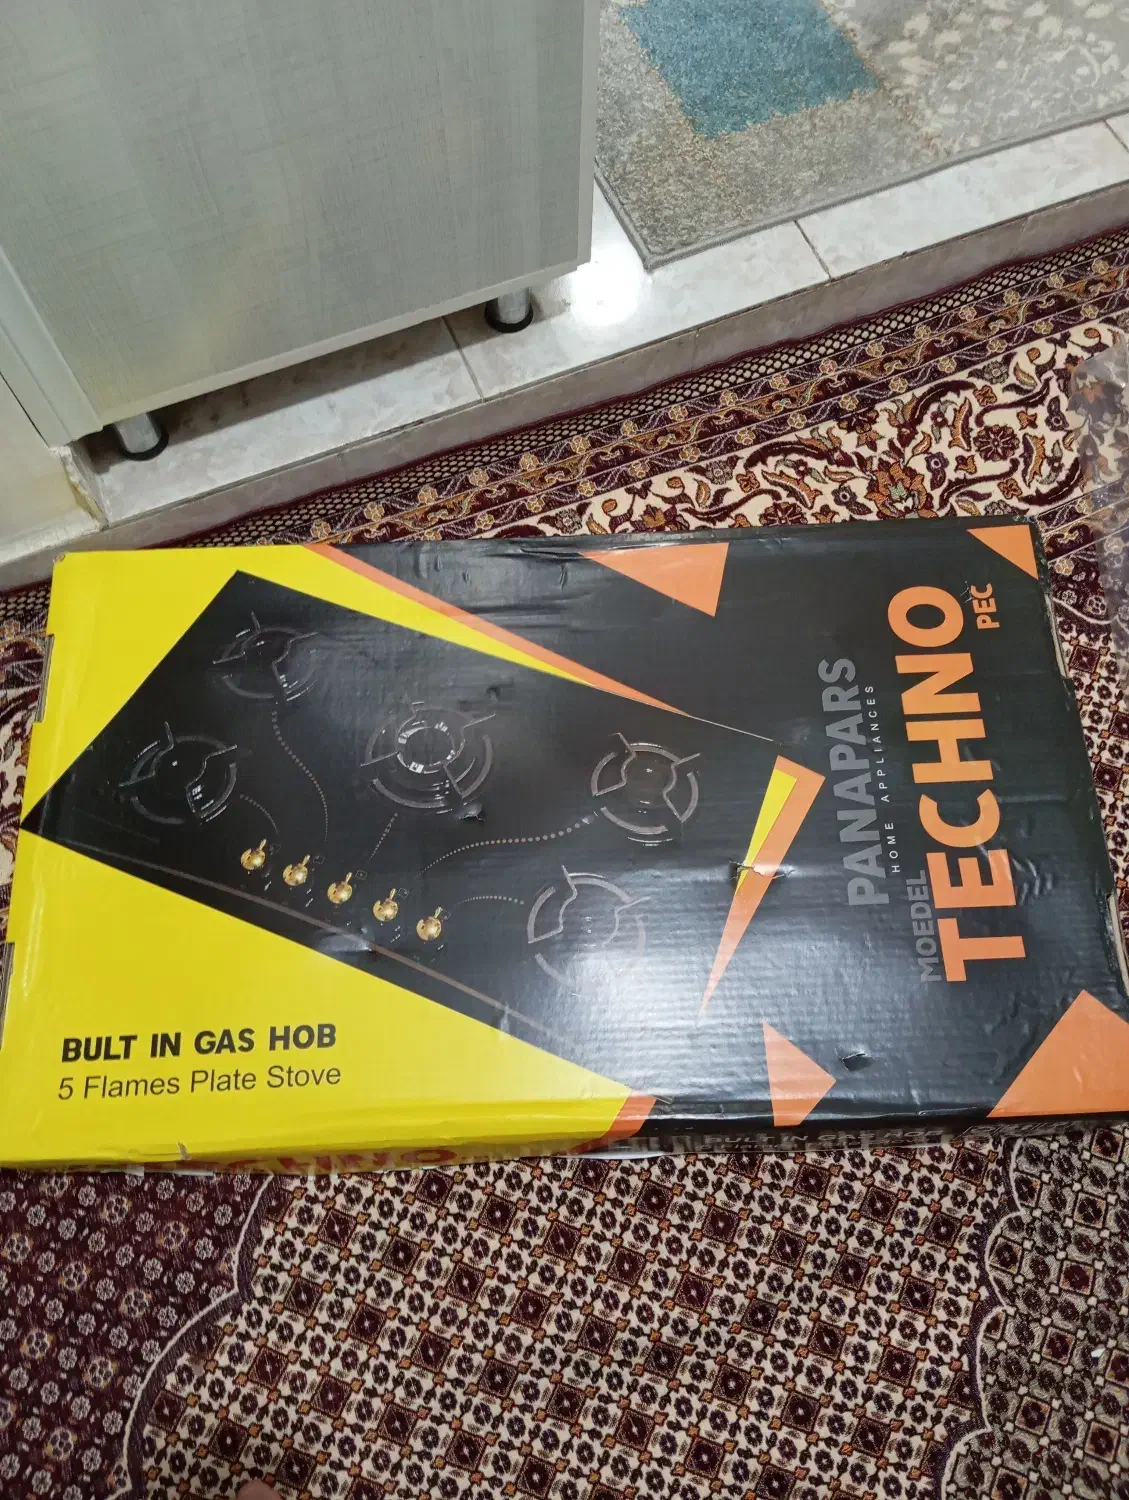 PANAPARS
HOME APPLIANCES
MOEDEL
TECHNO
PEC
BULT IN GAS HOB
5 Flames Plate Stove